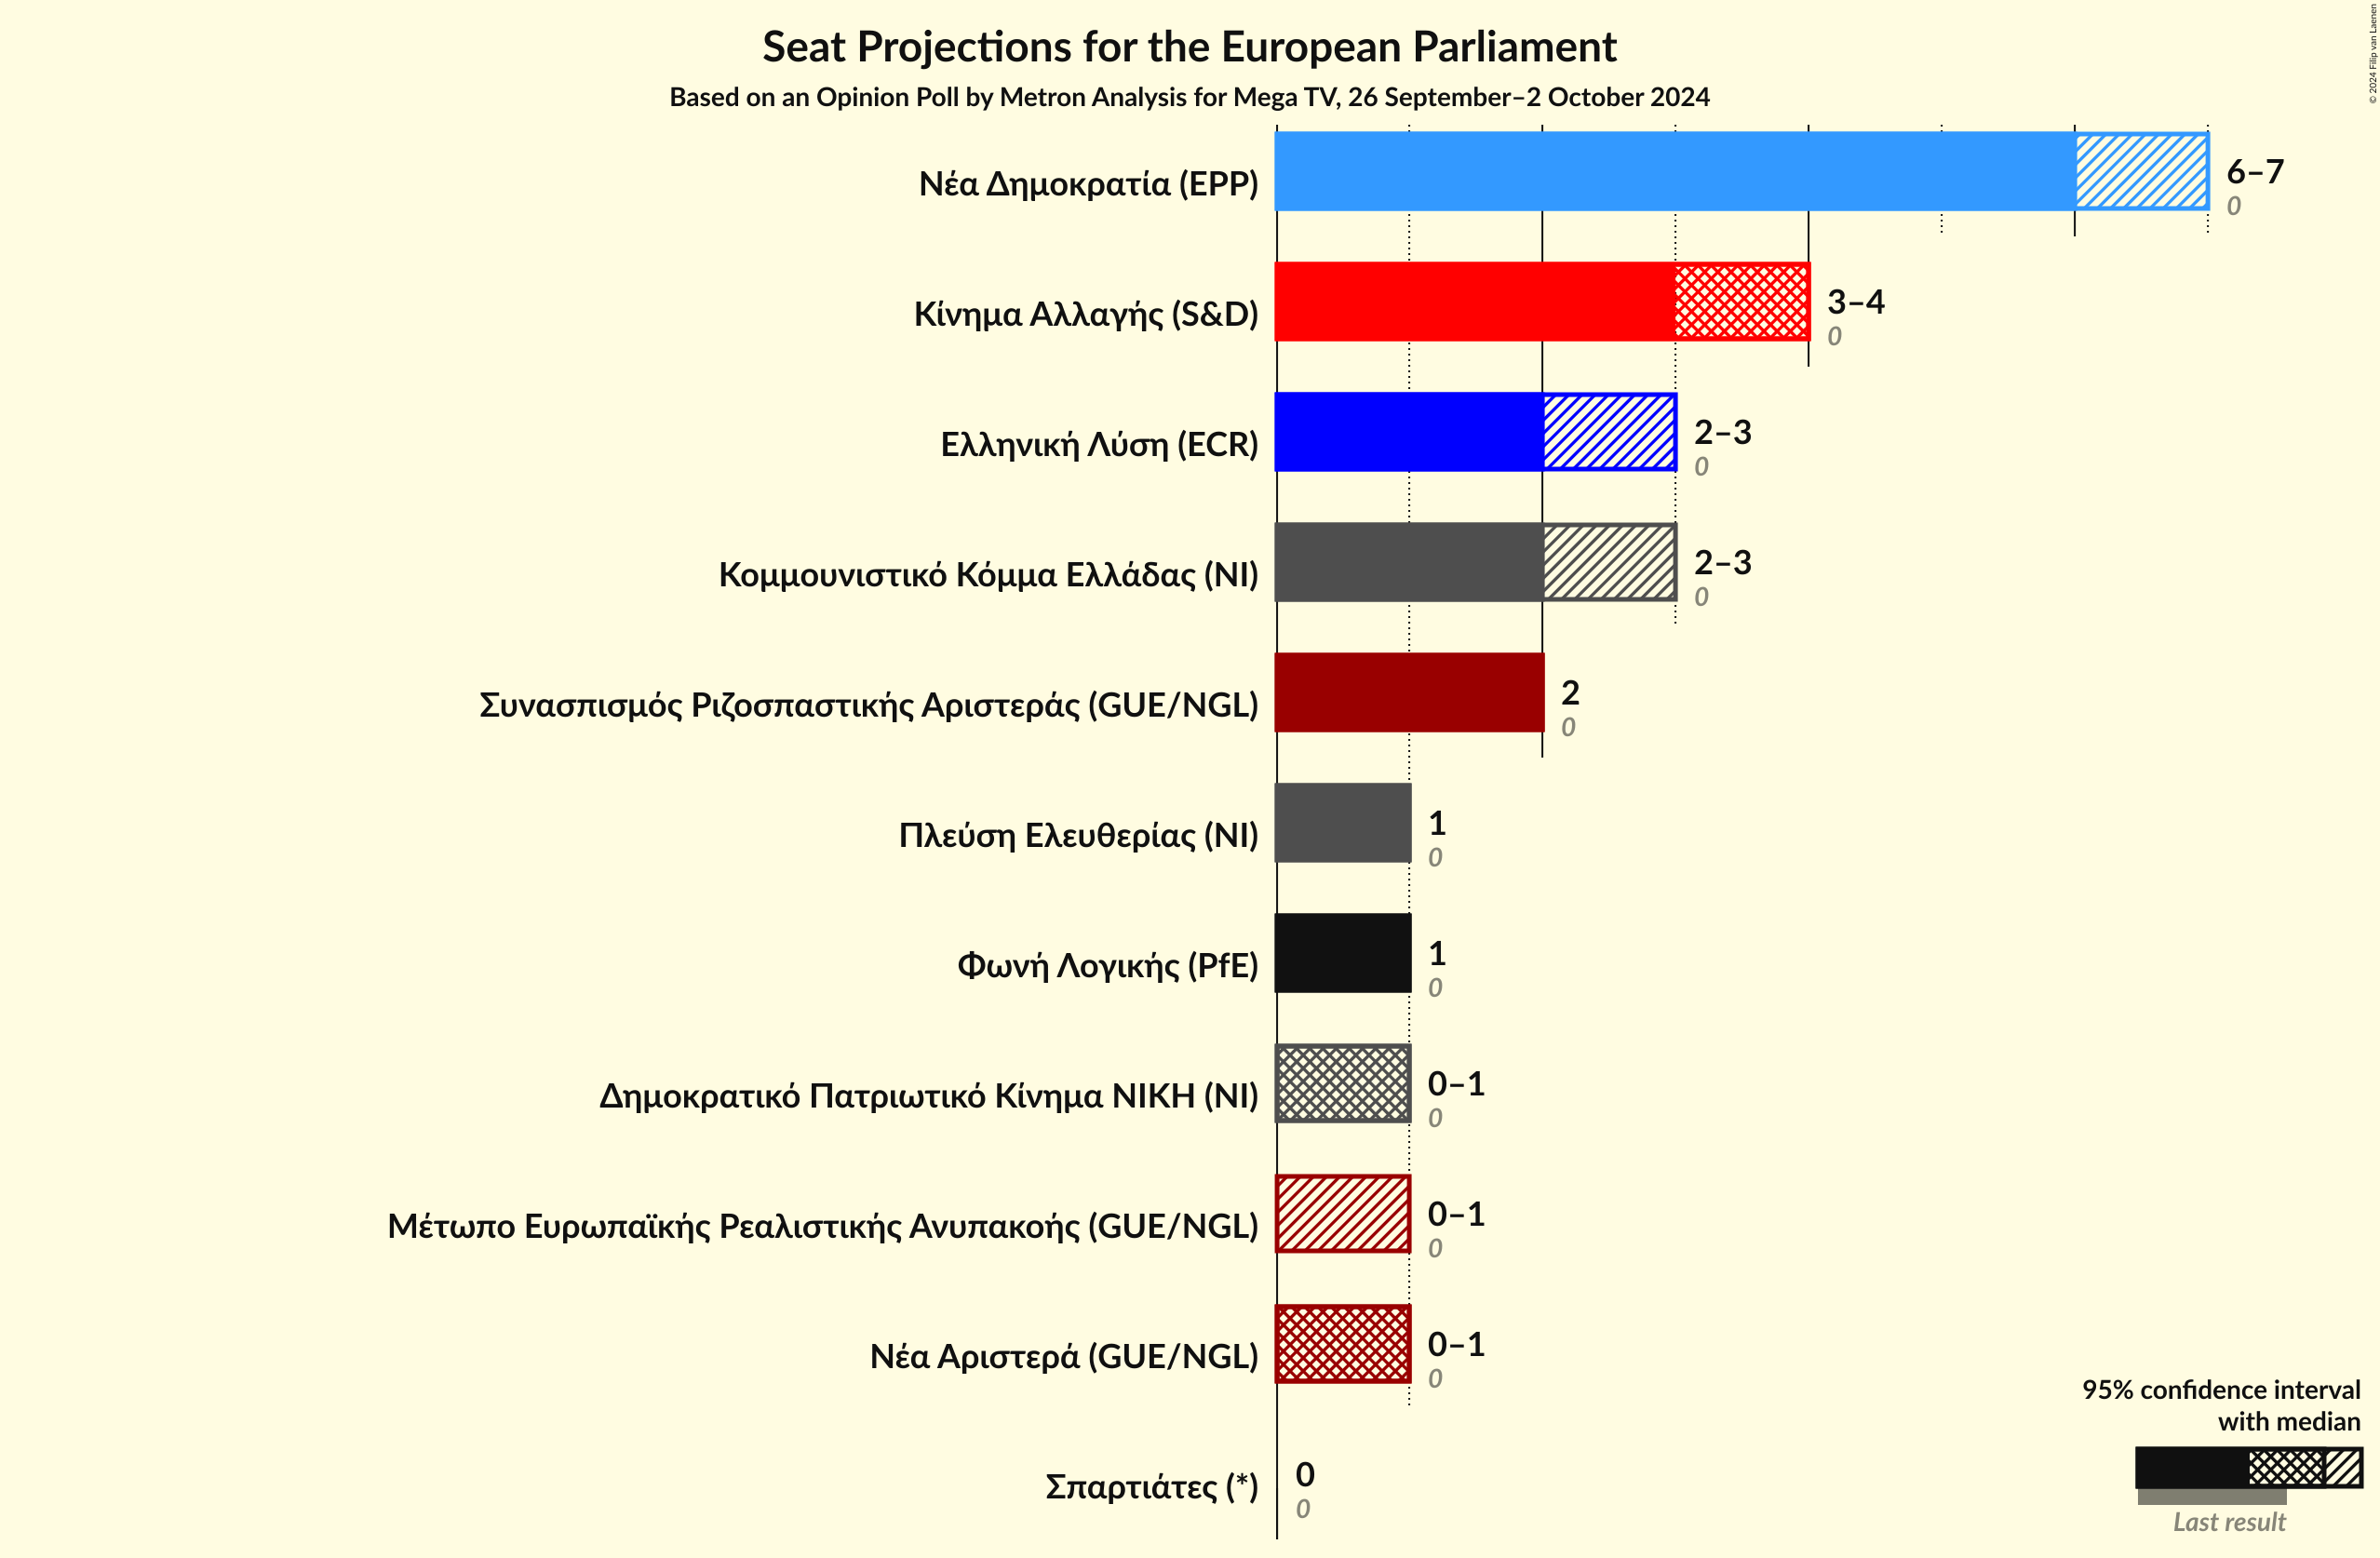 Seat Projections for the European Parliament
Based on an Opinion Poll by Metron Analysis for Mega TV, 26 September–2 October 2024
© 2024 Filip van Laenen
Νέα Δημοκρατία (EPP)
6–7
0
Κίνημα Αλλαγής (S&D)
3–4
0
Ελληνική Λύση (ECR)
2–3
0
Κομμουνιστικό Κόμμα Ελλάδας (NI)
2–3
0
Συνασπισμός Ριζοσπαστικής Αριστεράς (GUE/NGL)
2
0
Πλεύση Ελευθερίας (NI)
1
0
Φωνή Λογικής (PfE)
1
0
Δημοκρατικό Πατριωτικό Κίνημα ΝΙΚΗ (NI)
0–1
0
Μέτωπο Ευρωπαϊκής Ρεαλιστικής Ανυπακοής (GUE/NGL)
0–1
0
Νέα Αριστερά (GUE/NGL)
0–1
0
Σπαρτιάτες (*)
0
0
95% confidence interval
with median
Last result